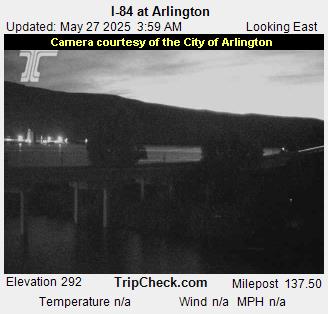 I-84 at Arlington
Updated: May 27 2025 3:59 AM Looking East
Camera courtesy of the City of Arlington
Elevation 292 TripCheck.com Milepost 137.50
Temperature n/a Wind n/a MPH n/a